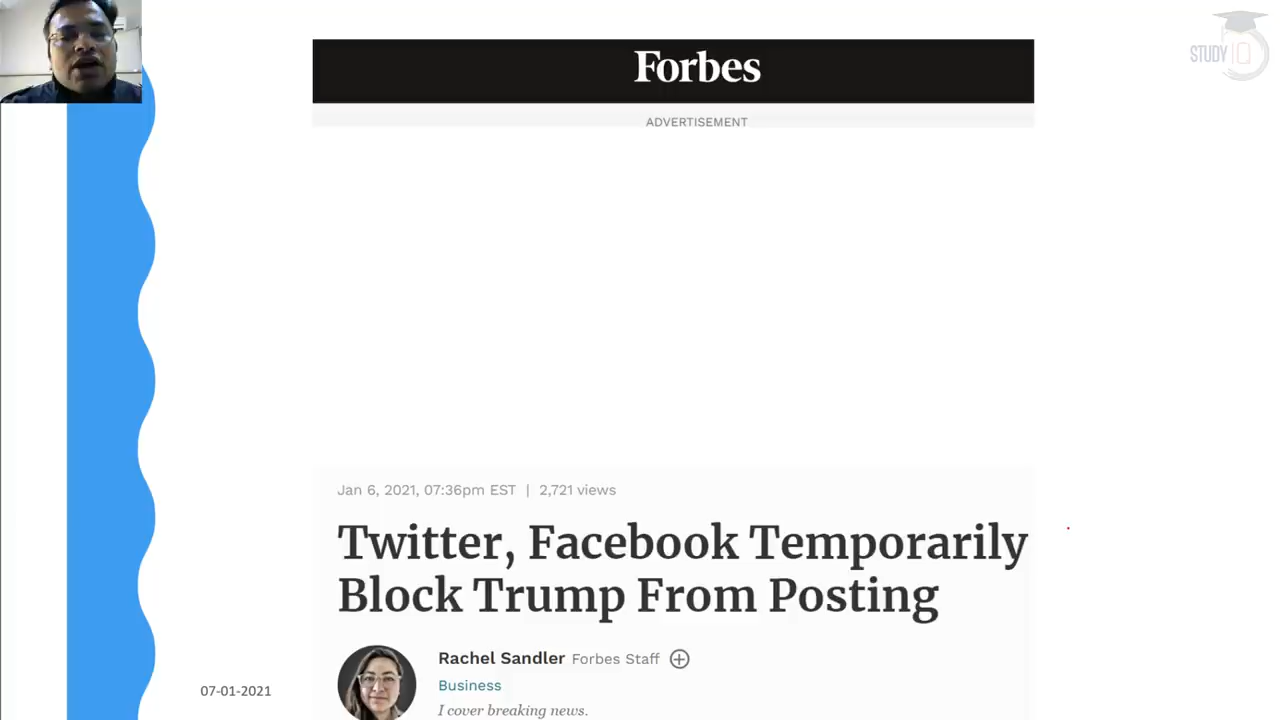 STUDY IQ
Forbes
ADVERTISEMENT
Jan 6, 2021, 07:36pm EST | 2,721 views
Twitter, Facebook Temporarily
Block Trump From Posting
Rachel Sandler Forbes Staff
Business
I cover breaking news.
07-01-2021